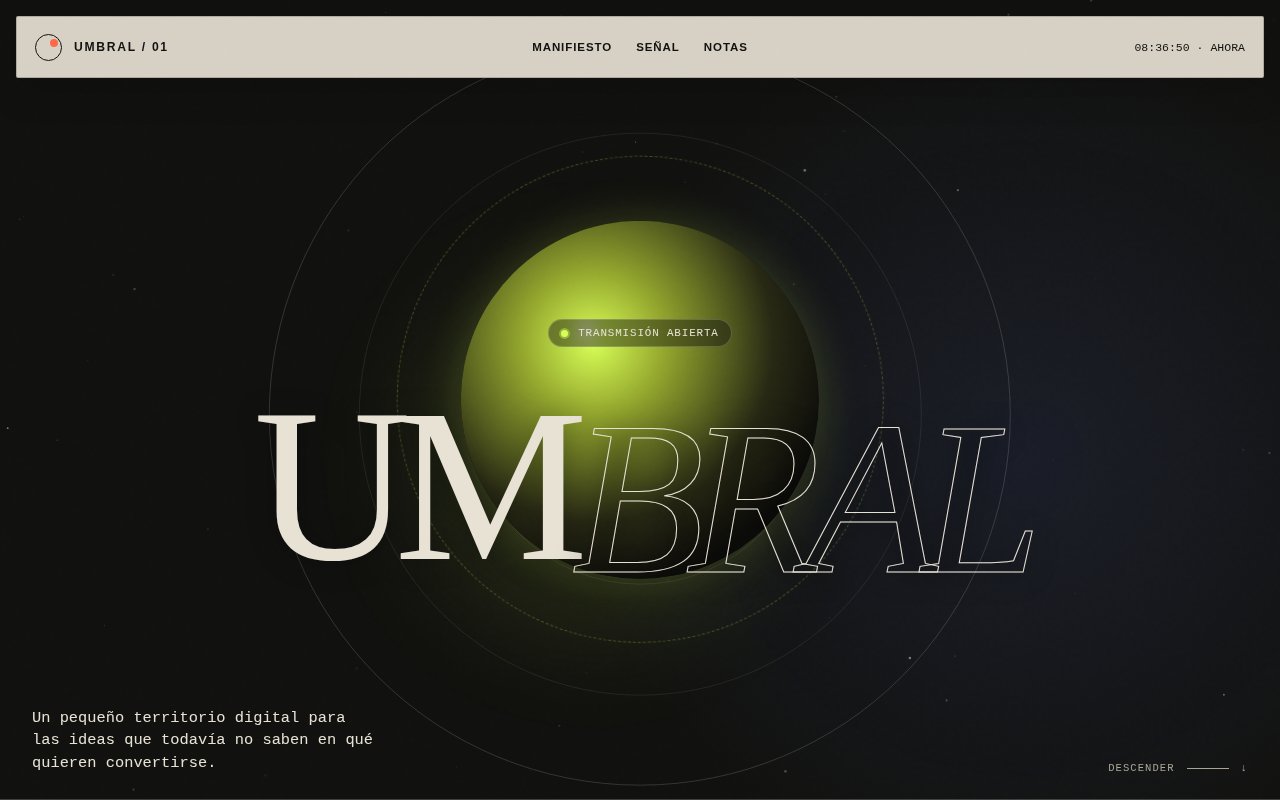 UMBRAL / 01
MANIFIESTO SEÑAL NOTAS
08:36:50 · AHORA
TRANSMISIÓN ABIERTA
UMBRAL
Un pequeño territorio digital para
las ideas que todavía no saben en qué
quieren convertirse.
DESCENDER ↓